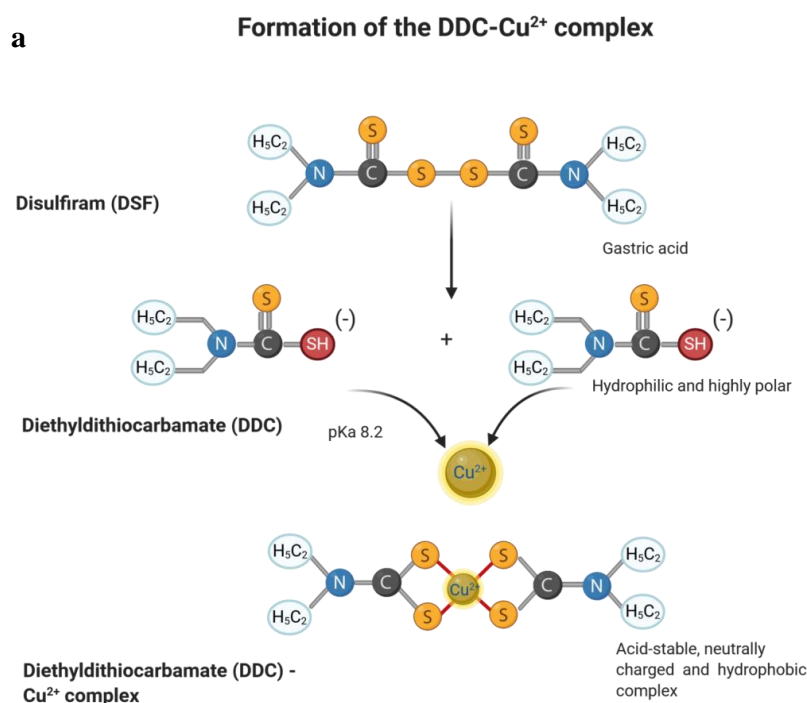 a
Formation of the DDC-Cu²⁺ complex
H₅C₂
S
S
H₅C₂
N
C
S
S
C
N
H₅C₂
H₅C₂
Disulfiram (DSF)
Gastric acid
H₅C₂
S
(-)
N
C
SH
H₅C₂
+
H₅C₂
S
(-)
N
C
SH
H₅C₂
Hydrophilic and highly polar
Diethyldithiocarbamate (DDC)
pKa 8.2
Cu²⁺
H₅C₂
S
S
H₅C₂
N
C
Cu²⁺
C
N
H₅C₂
S
S
H₅C₂
Diethyldithiocarbamate (DDC) -
Cu²⁺ complex
Acid-stable, neutrally
charged and hydrophobic
complex